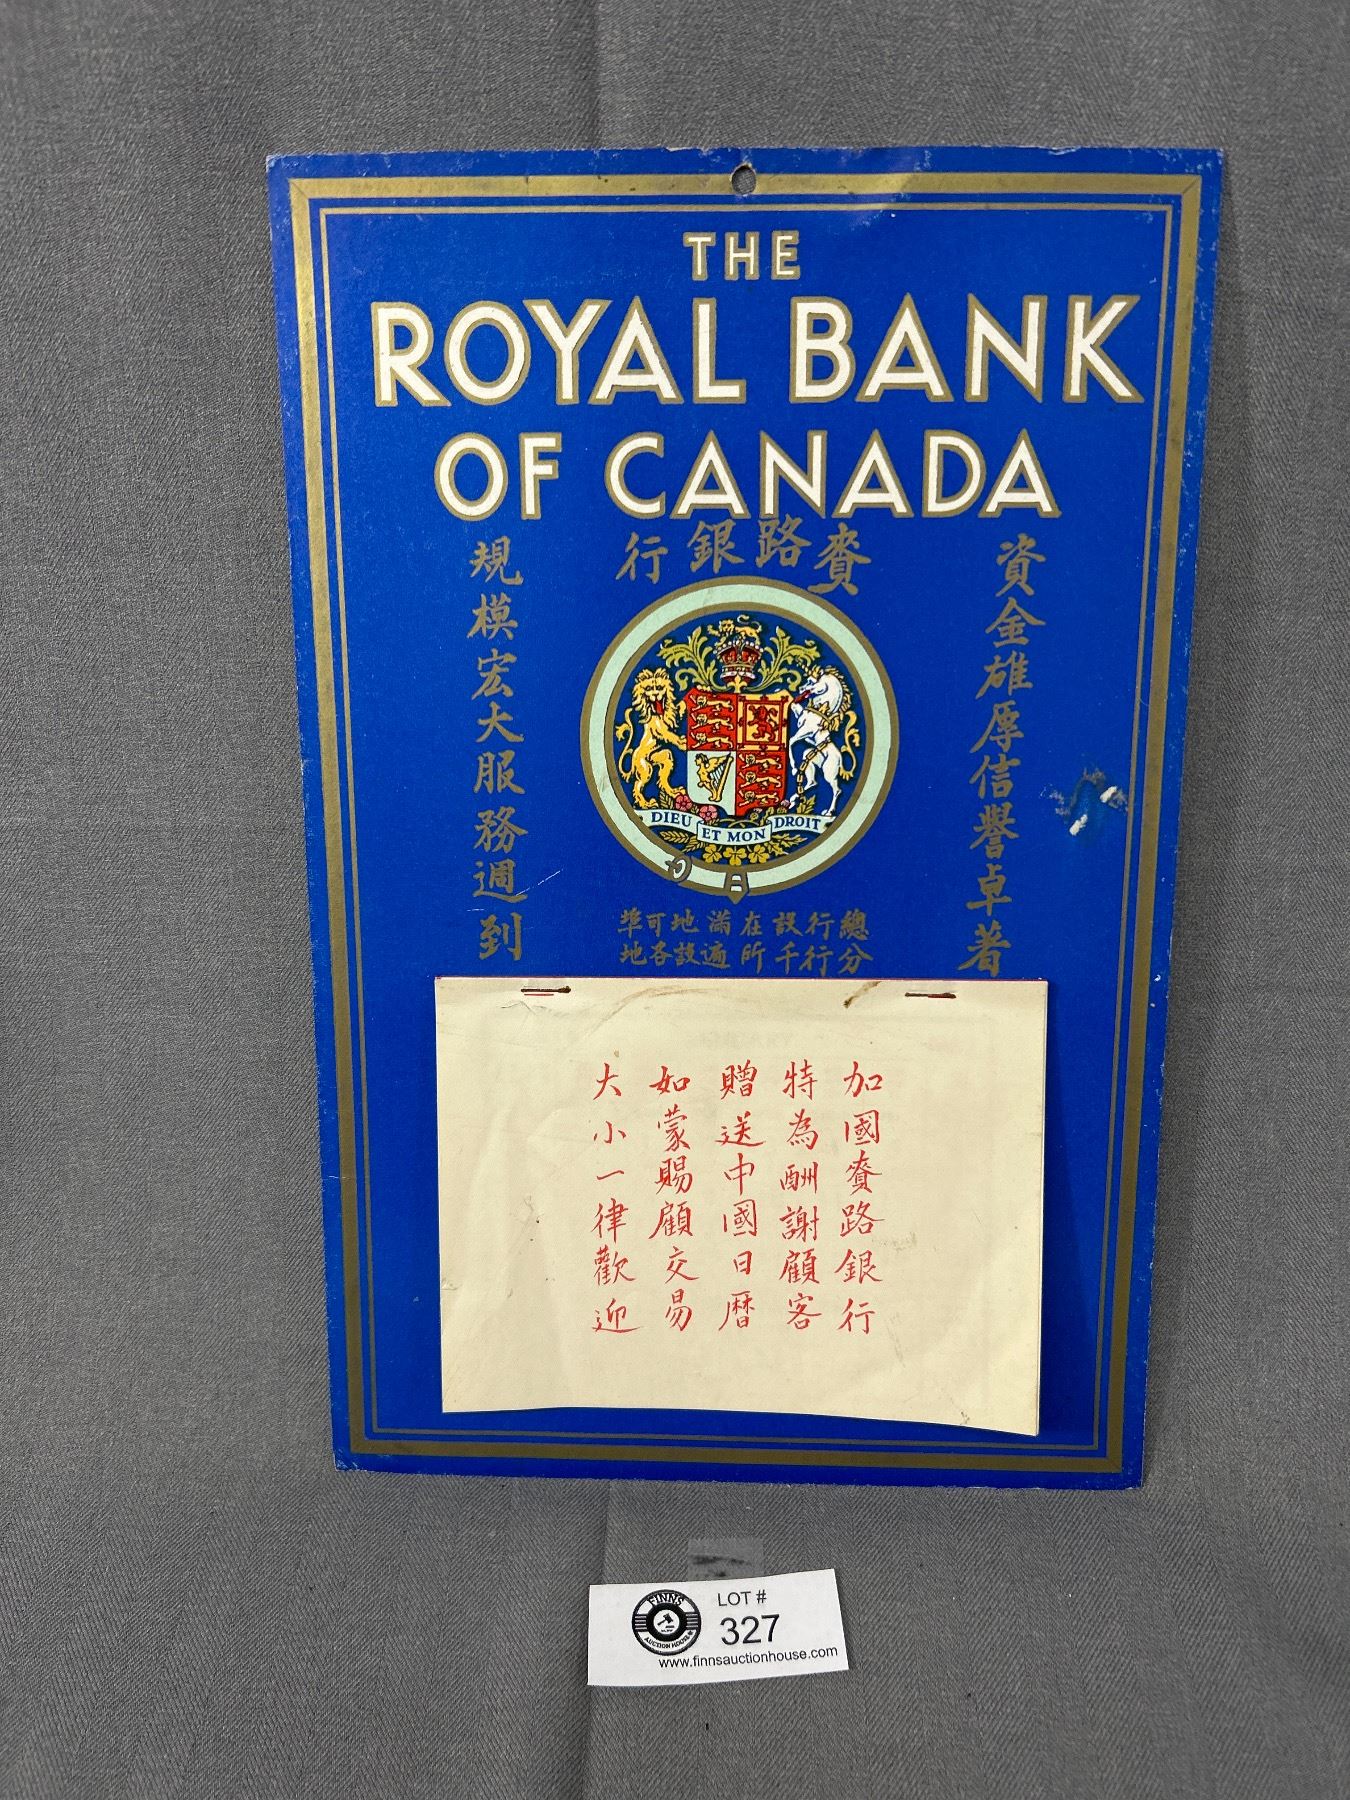 THE
ROYAL BANK
OF CANADA
賚路銀行
資金雄厚信譽卓著
規模宏大服務週到
DIEU ET MON DROIT
總行設在滿地可埠
分行千所遍設各地
加國賚路銀行
特為酬謝顧客
贈送中國日曆
如蒙賜顧交易
大小一律歡迎
FINNS
AUCTION HOUSE
LOT #
327
www.finnsauctionhouse.com